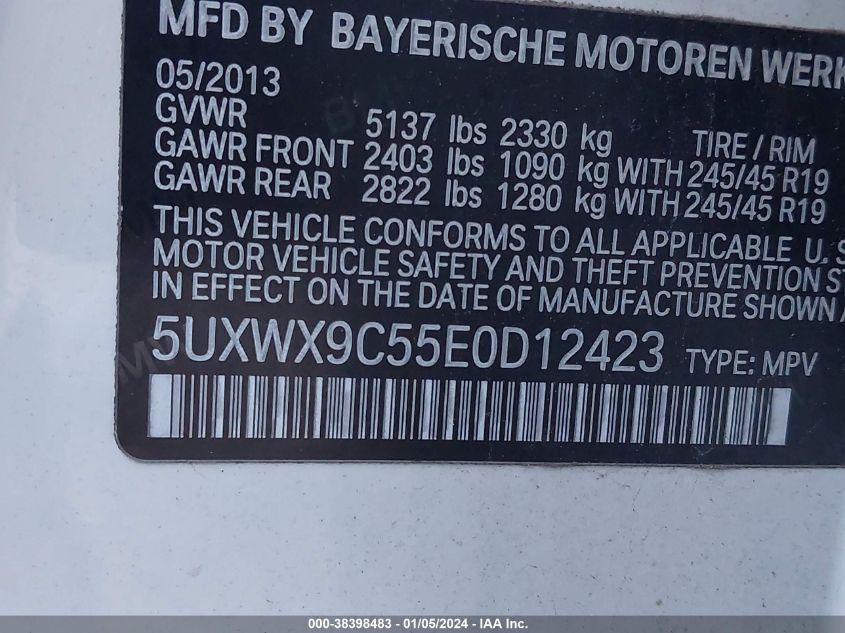 MFD BY BAYERISCHE MOTOREN WERK
05/2013
GVWR 5137 lbs 2330 kg TIRE / RIM
GAWR FRONT 2403 lbs 1090 kg WITH 245/45 R19
GAWR REAR 2822 lbs 1280 kg WITH 245/45 R19
THIS VEHICLE CONFORMS TO ALL APPLICABLE U. S
MOTOR VEHICLE SAFETY AND THEFT PREVENTION ST
IN EFFECT ON THE DATE OF MANUFACTURE SHOWN A
5UXWX9C55E0D12423 TYPE: MPV
000-38398483 - 01/05/2024 - IAA Inc.